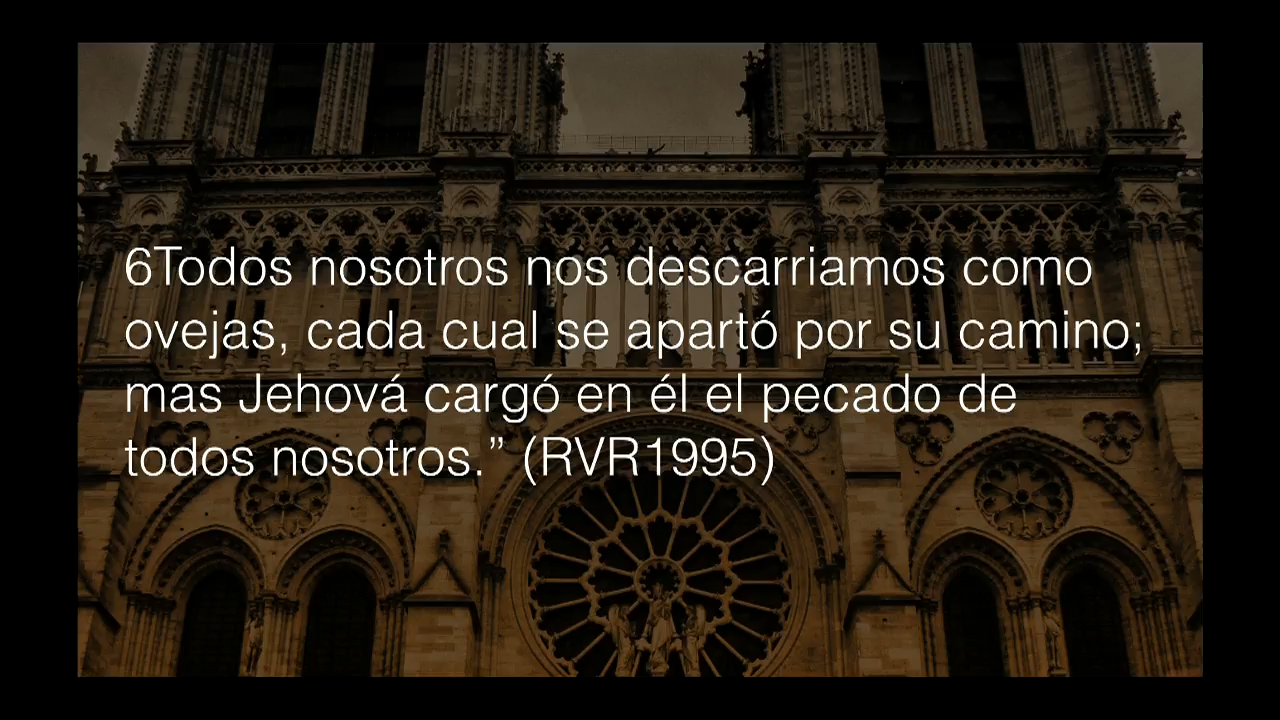 6Todos nosotros nos descarriamos como
ovejas, cada cual se apartó por su camino;
mas Jehová cargó en él el pecado de
todos nosotros.” (RVR1995)